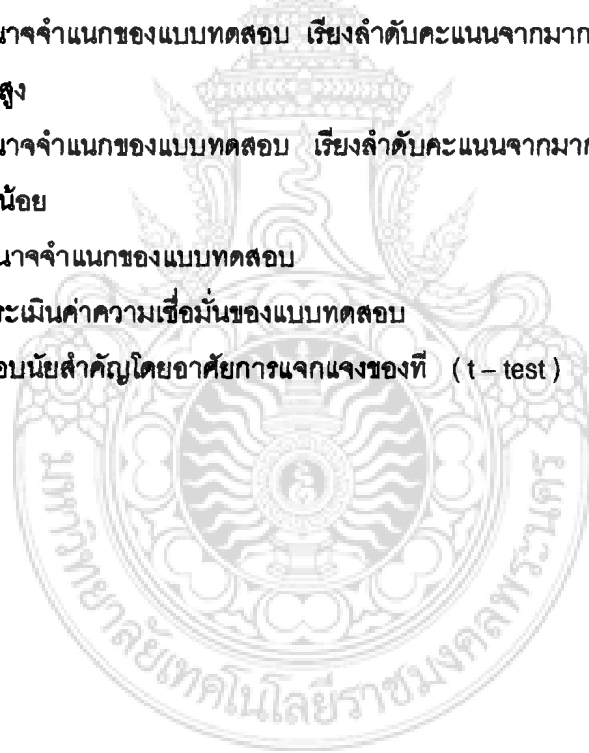 นาจจำแนกของแบบทดสอบ เรียงลำดับคะแนนจากมาก
สูง
นาจจำแนกของแบบทดสอบ เรียงลำดับคะแนนจากมาก
น้อย
นาจจำแนกของแบบทดสอบ
ระเมินค่าความเชื่อมั่นของแบบทดสอบ
อบนัยสำคัญโดยอาศัยการแจกแจงของที ( t – test )
มหาวิทยาลัยเทคโนโลยีราชมงคลพระนคร